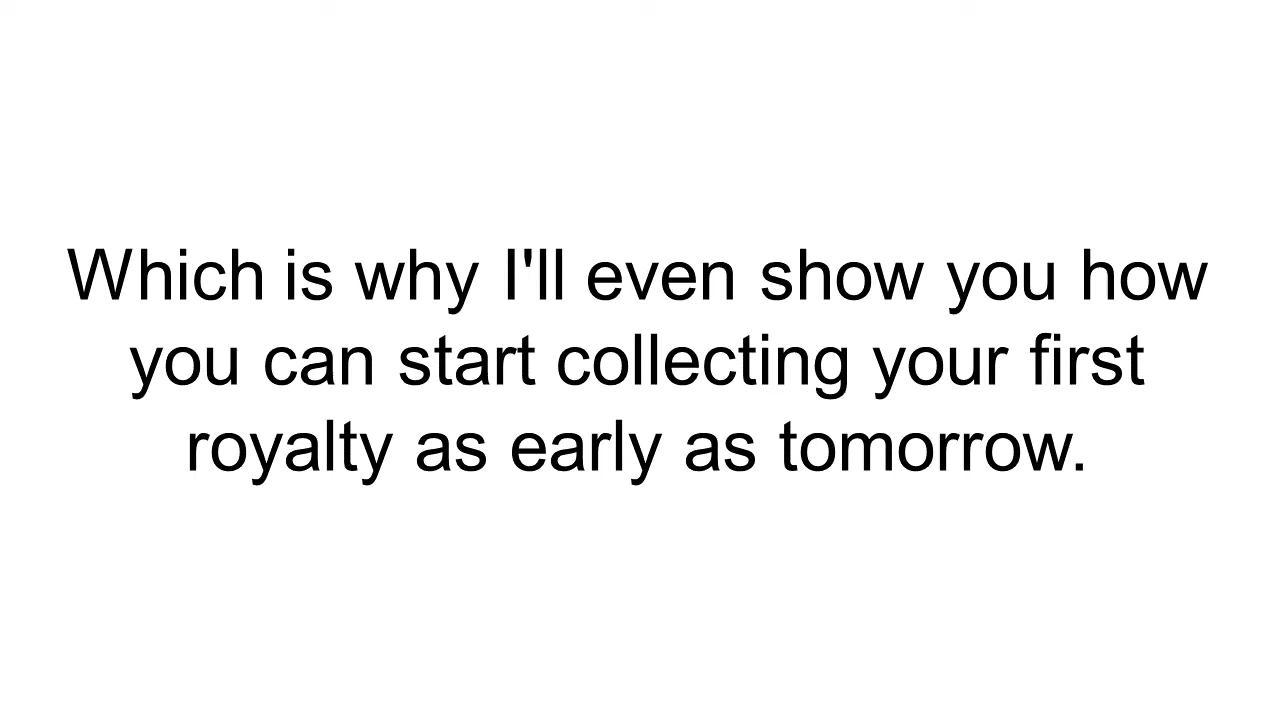 Which is why I'll even show you how
you can start collecting your first
royalty as early as tomorrow.